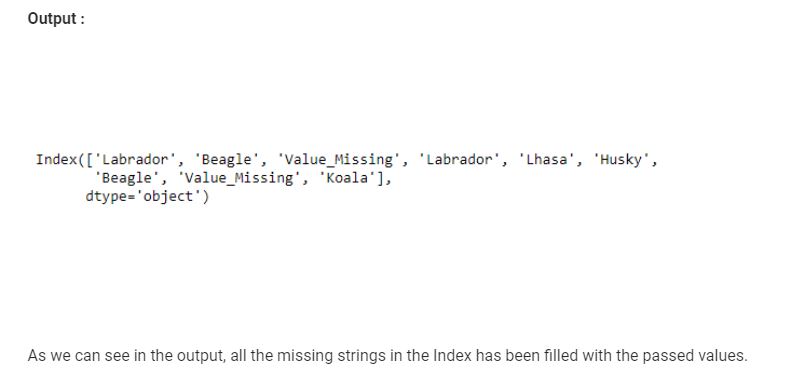 Output :
Index(['Labrador', 'Beagle', 'Value_Missing', 'Labrador', 'Lhasa', 'Husky',
'Beagle', 'Value_Missing', 'Koala'],
dtype='object')
As we can see in the output, all the missing strings in the Index has been filled with the passed values.